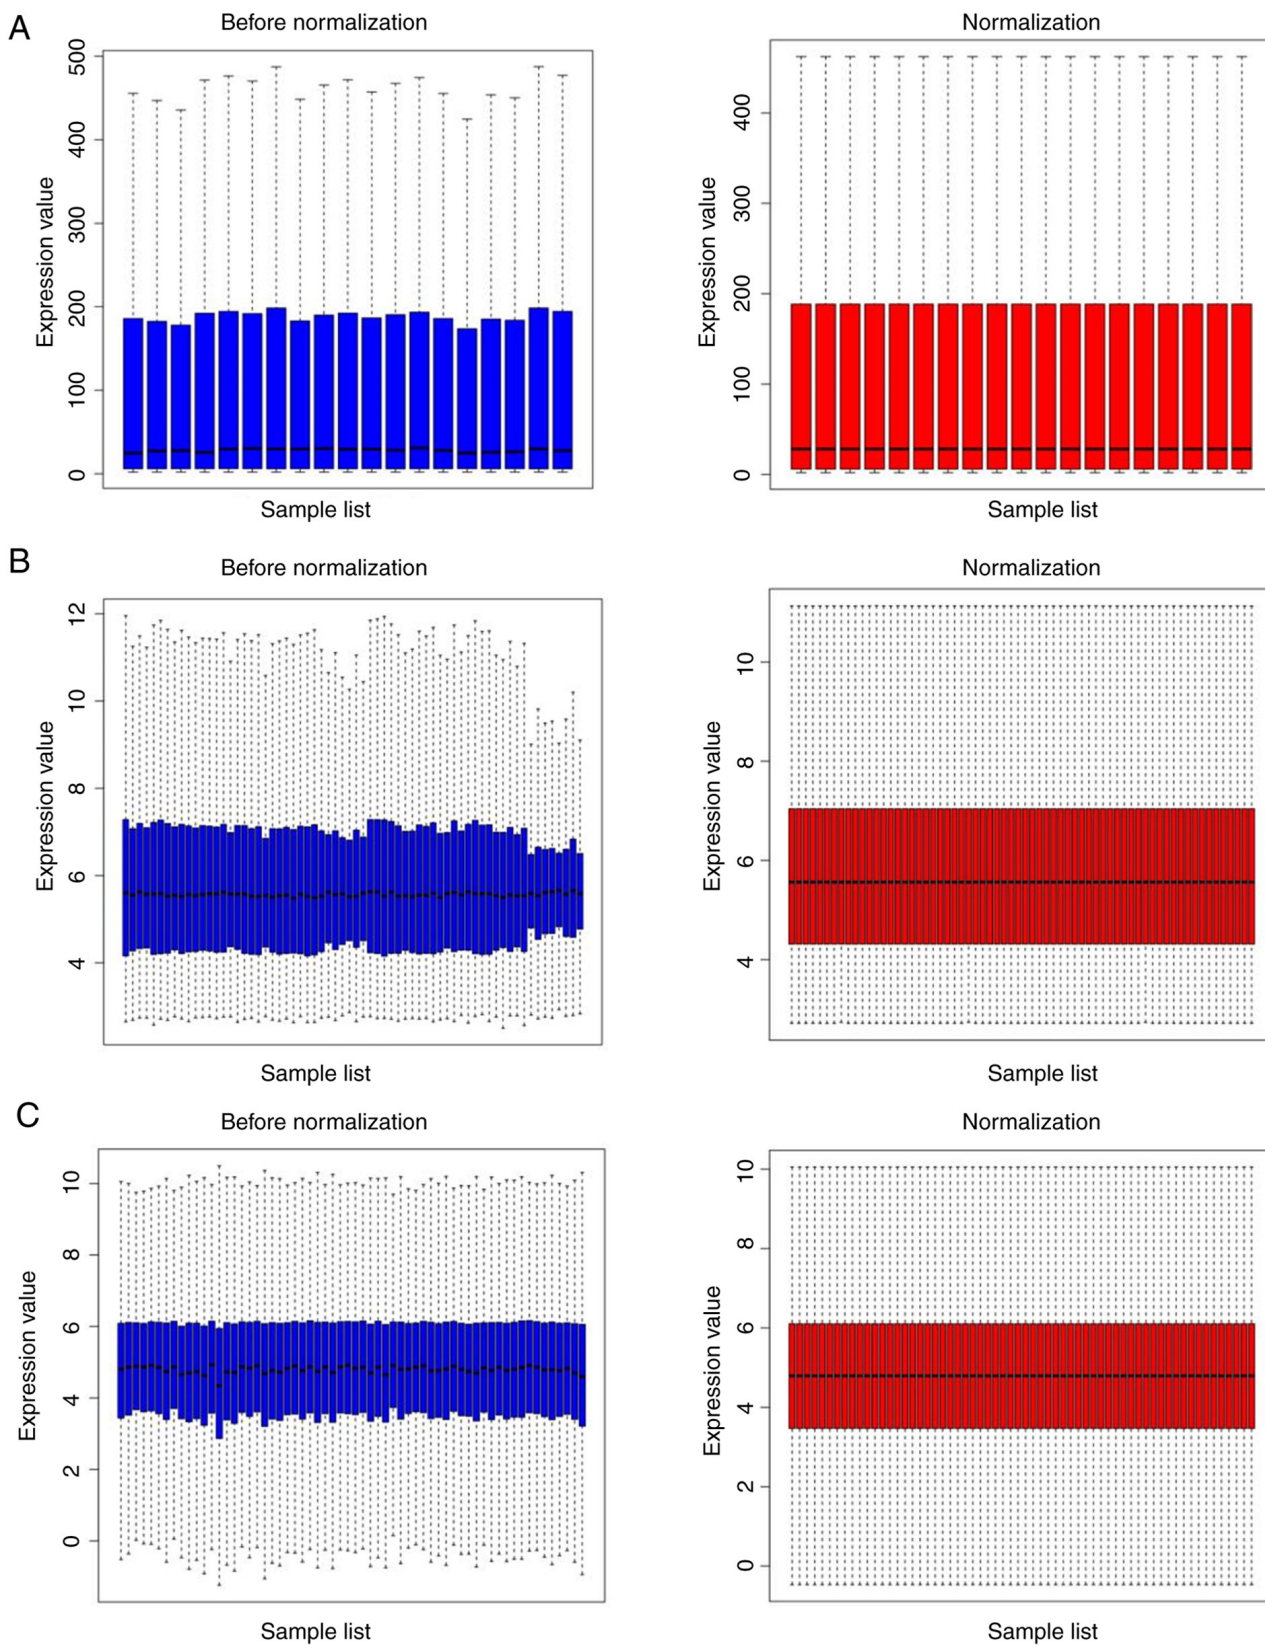 A
Before normalization
Normalization
Expression value
500
400
300
200
100
0
Sample list
Expression value
400
300
200
100
0
Sample list
B
Before normalization
Normalization
Expression value
12
10
8
6
4
Sample list
Expression value
10
8
6
4
Sample list
C
Before normalization
Normalization
Expression value
10
8
6
4
2
0
Sample list
Expression value
10
8
6
4
2
0
Sample list